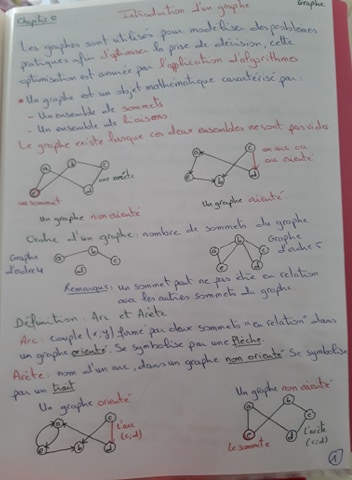 Graphe
Chapitre 0
Introduction d'un graphe
Les graphes sont utilisés pour modéliser des problèmes
pratiques afin d'optimiser la prise de décision, cette
optimisation est assurée par l'application d'algorithmes
* Un graphe est un objet mathématique caractérisé par:
- Un ensemble de sommets
- Un ensemble de liaisons
Le graphe existe lorsque ces deux ensembles ne sont pas vides
a b c d e
une arête
un sommet
a b c d e
un arc ou
arc orienté
Un graphe non orienté
Un graphe orienté
Ordre d'un graphe: nombre de sommets du graphe
Graphe
d'ordre 4
a b c d
a b c d e
Graphe
d'ordre 5
Remarque: un sommet peut ne pas être en relation
avec les autres sommets du graphe
Définition: Arc et Arête
Arc: couple (x,y) formé par deux sommets "en relation" dans
un graphe orienté. Se symbolise par une flèche.
Arête: nom d'un arc, dans un graphe non orienté. Se symbolise
par un trait
Un graphe orienté
Un graphe non orienté
a b c d e
l'arc
(c,d)
a b c d e
l'arête
(c,d)
Le sommet e
1